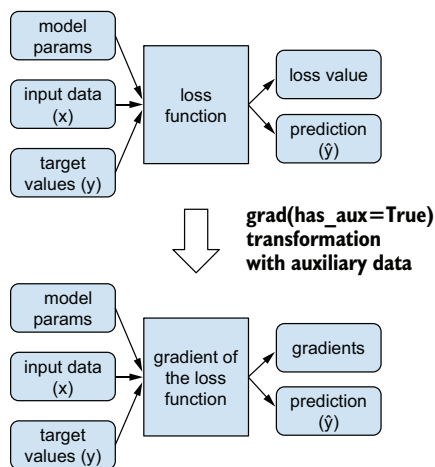 model
params
input data
(x)
target
values (y)
loss
function
loss value
prediction
(ŷ)
grad(has_aux=True)
transformation
with auxiliary data
model
params
input data
(x)
target
values (y)
gradient of
the loss
function
gradients
prediction
(ŷ)